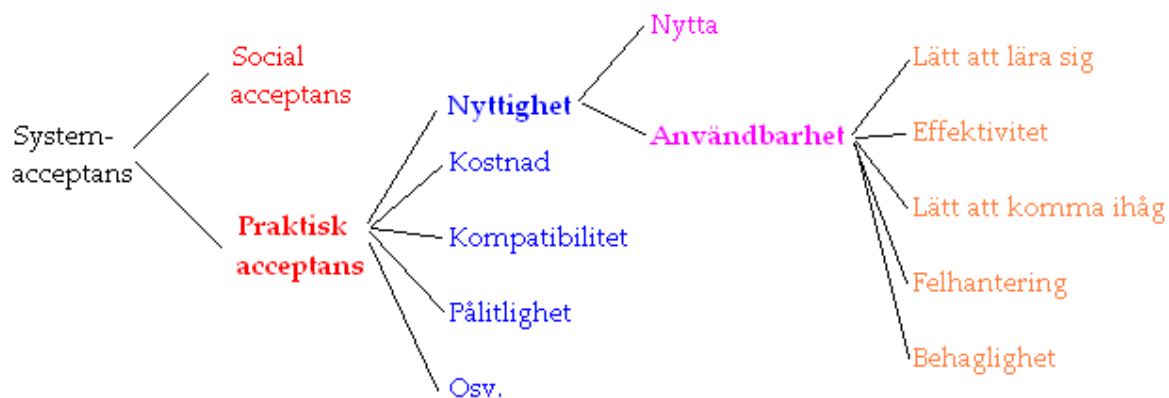 System-
acceptans
Social
acceptans
Praktisk
acceptans
Nyttighet
Kostnad
Kompatibilitet
Pålitlighet
Osv.
Nytta
Användbarhet
Lätt att lära sig
Effektivitet
Lätt att komma ihåg
Felhantering
Behaglighet